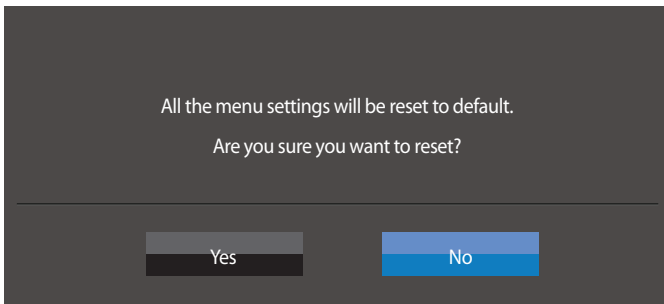 All the menu settings will be reset to default.
Are you sure you want to reset?
Yes
No